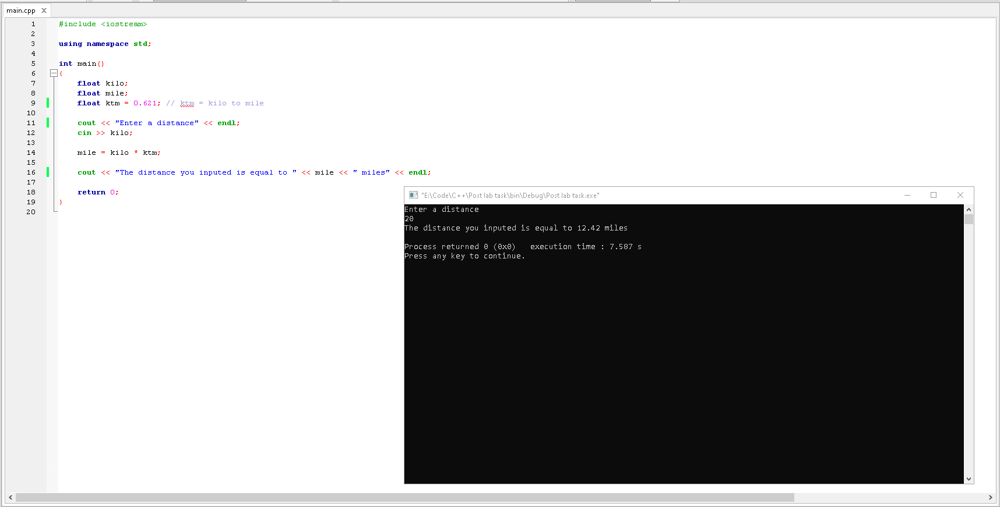 main.cpp X
1 #include <iostream>
2
3 using namespace std;
4
5 int main()
6 {
7 float kilo;
8 float mile;
9 float ktm = 0.621; // ktm = kilo to mile
10
11 cout << "Enter a distance" << endl;
12 cin >> kilo;
13
14 mile = kilo * ktm;
15
16 cout << "The distance you inputed is equal to " << mile << " miles" << endl;
17
18 return 0;
19 }
20
"E:\Code\C++\Post lab task\bin\Debug\Post lab task.exe"
Enter a distance
20
The distance you inputed is equal to 12.42 miles
Process returned 0 (0x0)   execution time : 7.587 s
Press any key to continue.